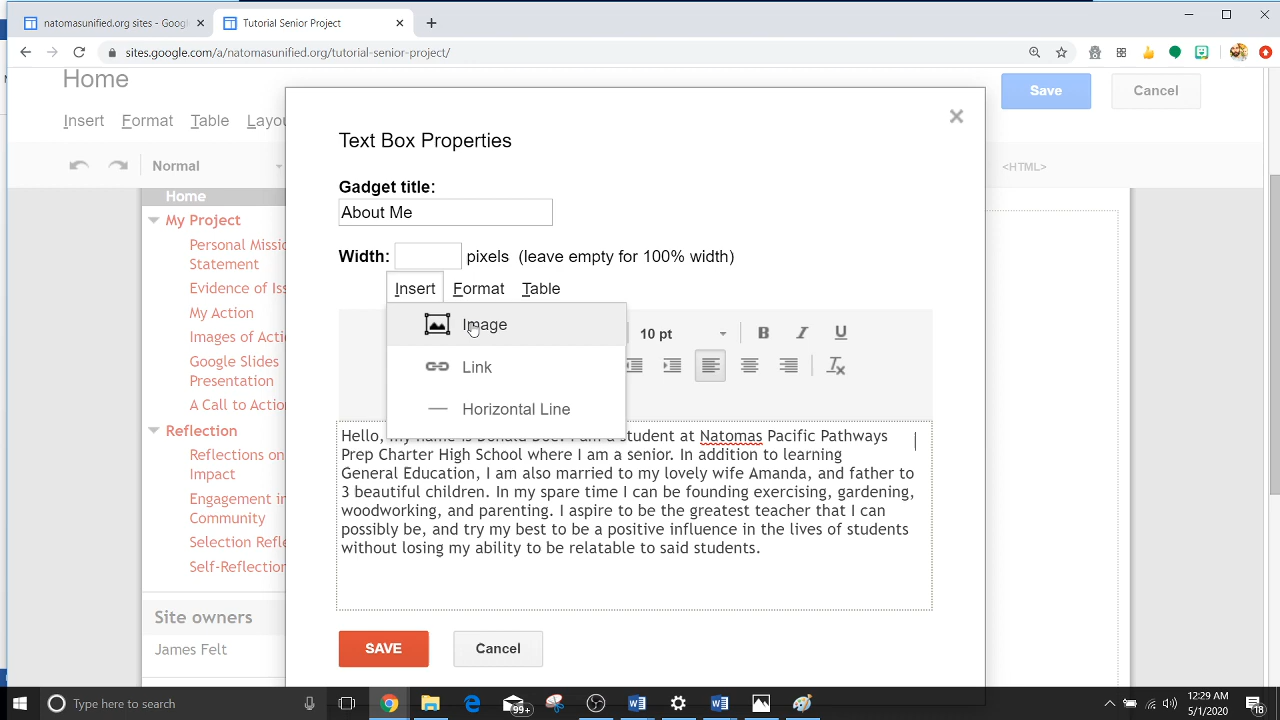 natomasunified.org sites - Goog
Tutorial Senior Project
sites.google.com/a/natomasunified.org/tutorial-senior-project/
Home
Save
Cancel
Insert Format Table Layou
Normal
<HTML>
Home
My Project
Personal Missio
Statement
Evidence of Iss
My Action
Images of Actio
Google Slides
Presentation
A Call to Action
Reflection
Reflections on
Impact
Engagement in
Community
Selection Refle
Self-Reflection
Site owners
James Felt
Text Box Properties
Gadget title:
About Me
Width: pixels (leave empty for 100% width)
Insert Format Table
Image
Link
Horizontal Line
10 pt
B I U
Hello, my name is Donald Doe. I am a student at Natomas Pacific Pathways
Prep Charter High School where I am a senior. In addition to learning
General Education, I am also married to my lovely wife Amanda, and father to
3 beautiful children. In my spare time I can be founding exercising, gardening,
woodworking, and parenting. I aspire to be the greatest teacher that I can
possibly be, and try my best to be a positive influence in the lives of students
without losing my ability to be relatable to said students.
SAVE
Cancel
Type here to search
99+
12:29 AM
5/1/2020
18